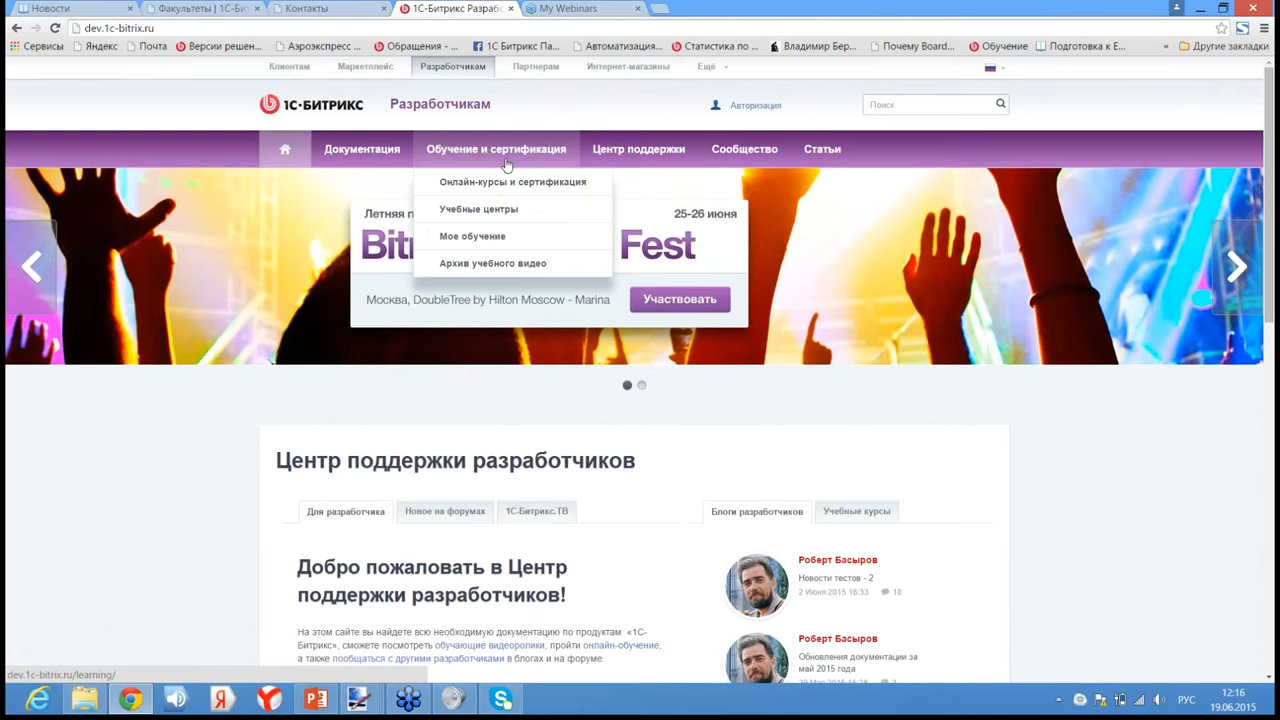 Новости
Факультеты | 1С-Б
Контакты
1С-Битрикс Разраб
My Webinars
dev.1c-bitrix.ru
Сервисы
Яндекс
Почта
Версии решен...
Аэроэкспресс ...
Обращения - ...
1С Битрикс Па...
Автоматизация...
Статистика по ...
Владимир Бер...
Почему Board...
Обучение
Подготовка к Е...
»
Другие закладки
Клиентам
Маркетплейс
Разработчикам
Партнерам
Интернет-магазины
Ещё
1С·БИТРИКС
Разработчикам
Авторизация
Поиск
Документация
Обучение и сертификация
Центр поддержки
Сообщество
Статьи
Онлайн-курсы и сертификация
Учебные центры
Мое обучение
Архив учебного видео
Летняя п
25-26 июня
Bit
Fest
Москва, DoubleTree by Hilton Moscow - Marina
Участвовать
Центр поддержки разработчиков
Для разработчика
Новое на форумах
1С-Битрикс.ТВ
Блоги разработчиков
Учебные курсы
Добро пожаловать в Центр
поддержки разработчиков!
На этом сайте вы найдете всю необходимую документацию по продуктам «1С-
Битрикс», сможете посмотреть обучающие видеоролики, пройти онлайн-обучение,
а также пообщаться с другими разработчиками в блогах и на форуме.
Роберт Басыров
Новости тестов - 2
2 Июня 2015 16:33
10
Роберт Басыров
Обновления документации за
май 2015 года
dev.1c-bitrix.ru/learning/
РУС
12:16
19.06.2015